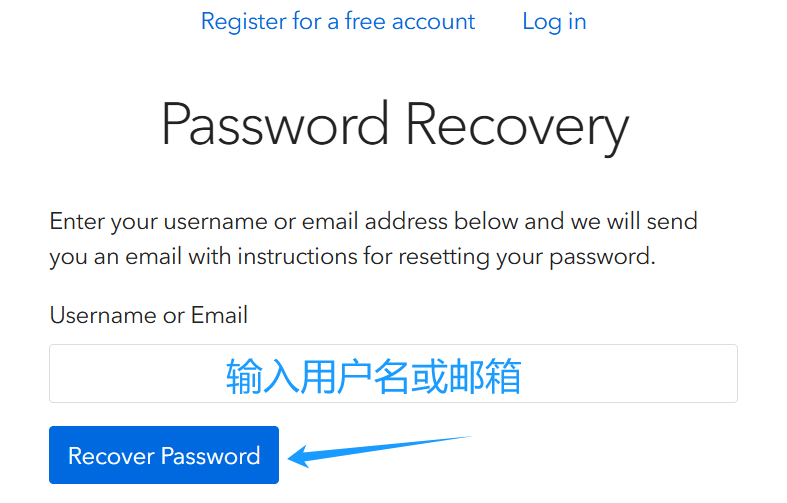 Register for a free account Log in
Password Recovery
Enter your username or email address below and we will send
you an email with instructions for resetting your password.
Username or Email
输入用户名或邮箱
Recover Password